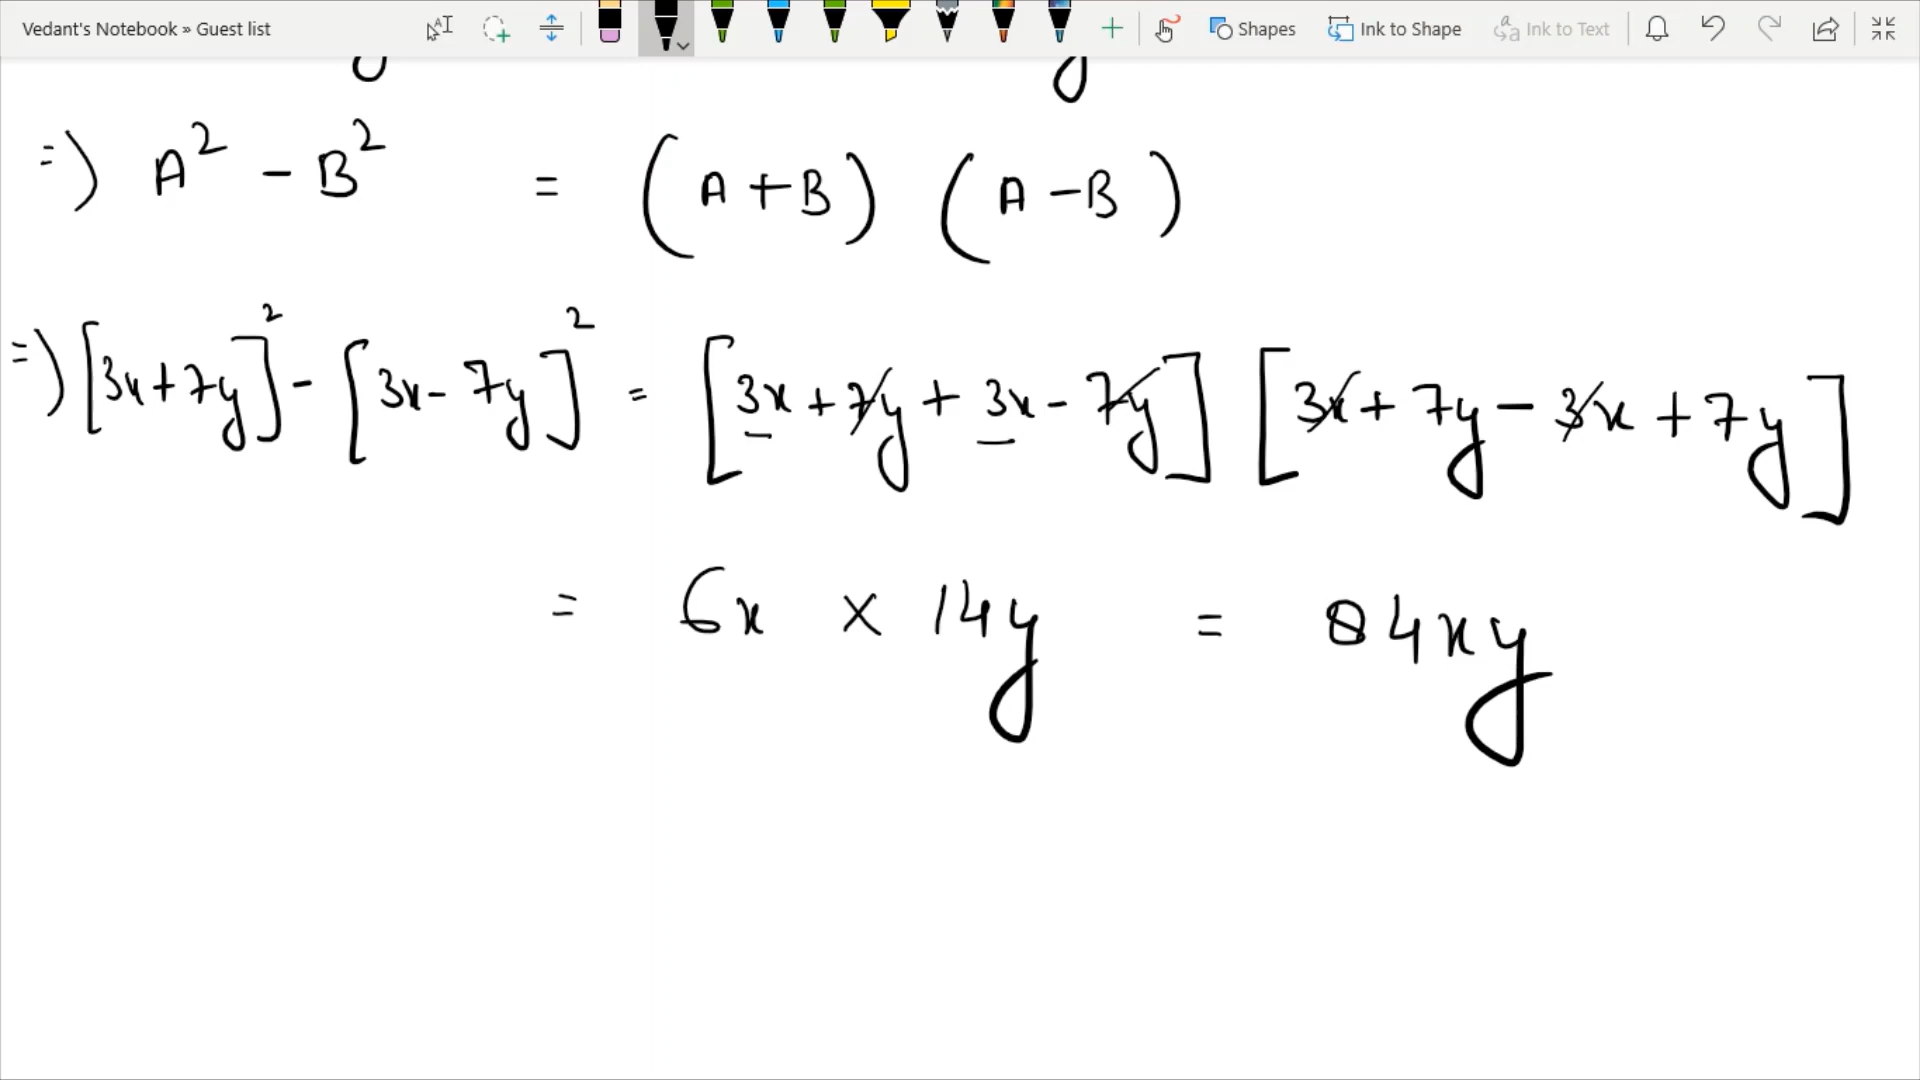 Vedant's Notebook » Guest list Shapes Ink to Shape Ink to Text
=) A² - B² = (A+B) (A-B)
=) [3x+7y]² - [3x-7y]² = [3x+7y+3x-7y] [3x+7y-3x+7y]
= 6x × 14y = 84xy